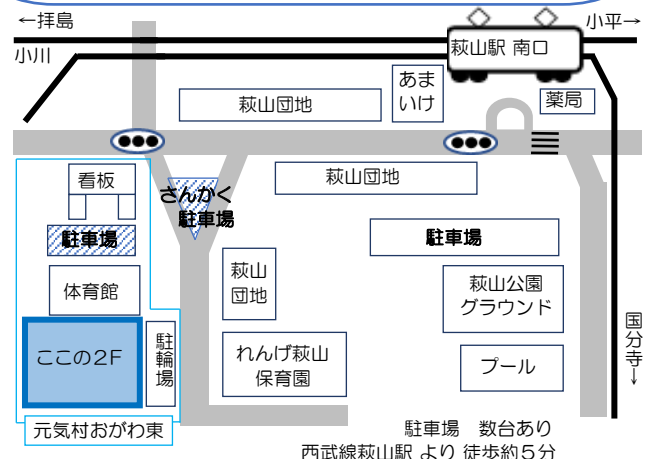 ←拝島
小平→
小川
萩山駅 南口
あま
いけ
薬局
萩山団地
萩山団地
看板
さんかく
駐車場
駐車場
駐車場
体育館
萩山
団地
萩山公園
グラウンド
ここの2F
駐輪場
れんげ萩山
保育園
プール
国分寺→
元気村おがわ東
駐車場 数台あり
西武線萩山駅 より 徒歩約5分